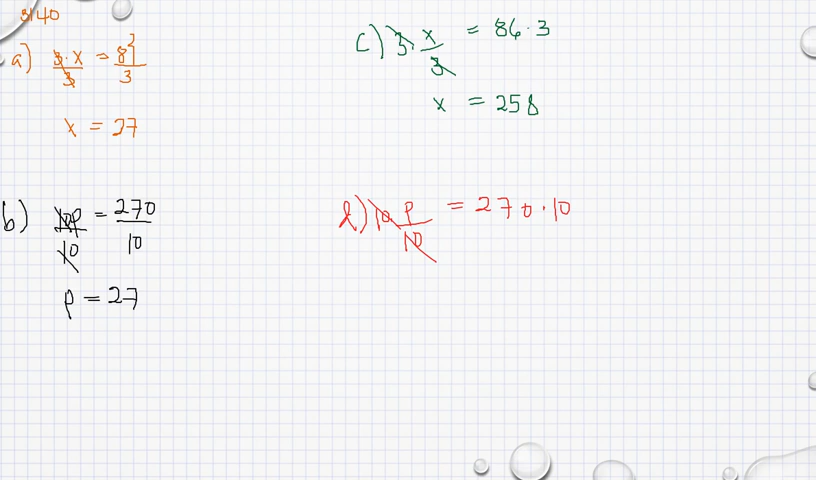 3140
a) 3·x/3 = 81/3
x = 27
b) 10p/10 = 270/10
p = 27
c) 3 x/3 = 86·3
x = 258
d) 10 p/10 = 270·10